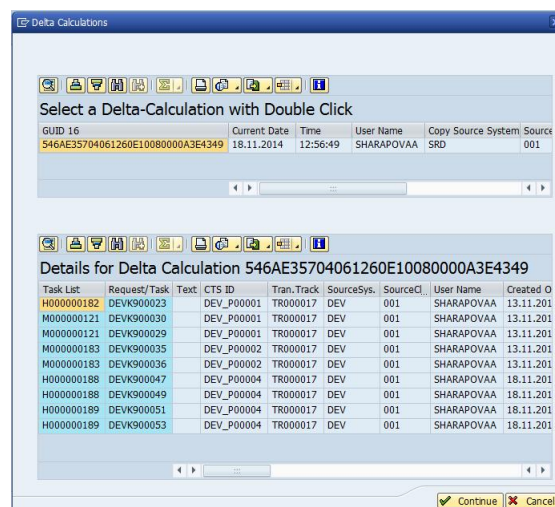 Delta Calculations
Select a Delta-Calculation with Double Click
GUID 16 Current Date Time User Name Copy Source System Source
546AE35704061260E10080000A3E4349 18.11.2014 12:56:49 SHARAPOVAA SRD 001
Details for Delta Calculation 546AE35704061260E10080000A3E4349
Task List Request/Task Text CTS ID Tran.Track SourceSys. SourceCl... User Name Created O
H000000182 DEVK900023 DEV_P00001 TR000017 DEV 001 SHARAPOVAA 13.11.201
M000000121 DEVK900030 DEV_P00001 TR000017 DEV 001 SHARAPOVAA 13.11.201
M000000121 DEVK900029 DEV_P00001 TR000017 DEV 001 SHARAPOVAA 13.11.201
M000000183 DEVK900035 DEV_P00002 TR000017 DEV 001 SHARAPOVAA 13.11.201
M000000183 DEVK900036 DEV_P00002 TR000017 DEV 001 SHARAPOVAA 13.11.201
H000000188 DEVK900047 DEV_P00004 TR000017 DEV 001 SHARAPOVAA 18.11.201
H000000188 DEVK900049 DEV_P00004 TR000017 DEV 001 SHARAPOVAA 18.11.201
H000000189 DEVK900051 DEV_P00004 TR000017 DEV 001 SHARAPOVAA 18.11.201
H000000189 DEVK900053 DEV_P00004 TR000017 DEV 001 SHARAPOVAA 18.11.201
Continue Cancel